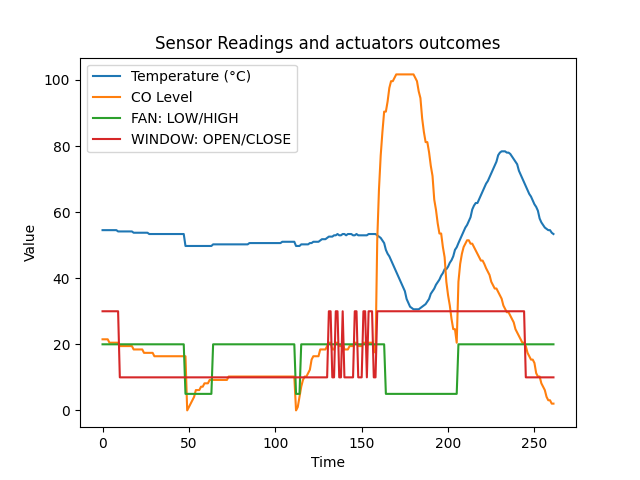 Sensor Readings and actuators outcomes
Temperature (°C)
CO Level
FAN: LOW/HIGH
WINDOW: OPEN/CLOSE
Value
100
80
60
40
20
0
0 50 100 150 200 250
Time